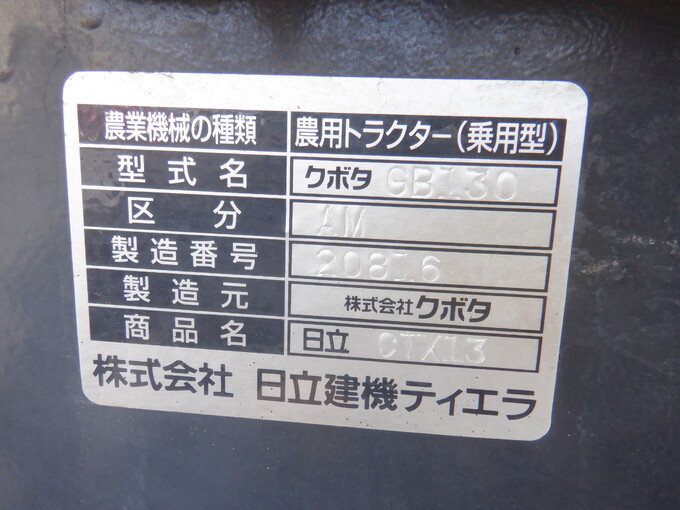 農業機械の種類 農用トラクター(乗用型)
型式名 クボタ GB130
区分 AM
製造番号 20816
製造元 株式会社クボタ
商品名 日立 CTX13
株式会社 日立建機ティエラ